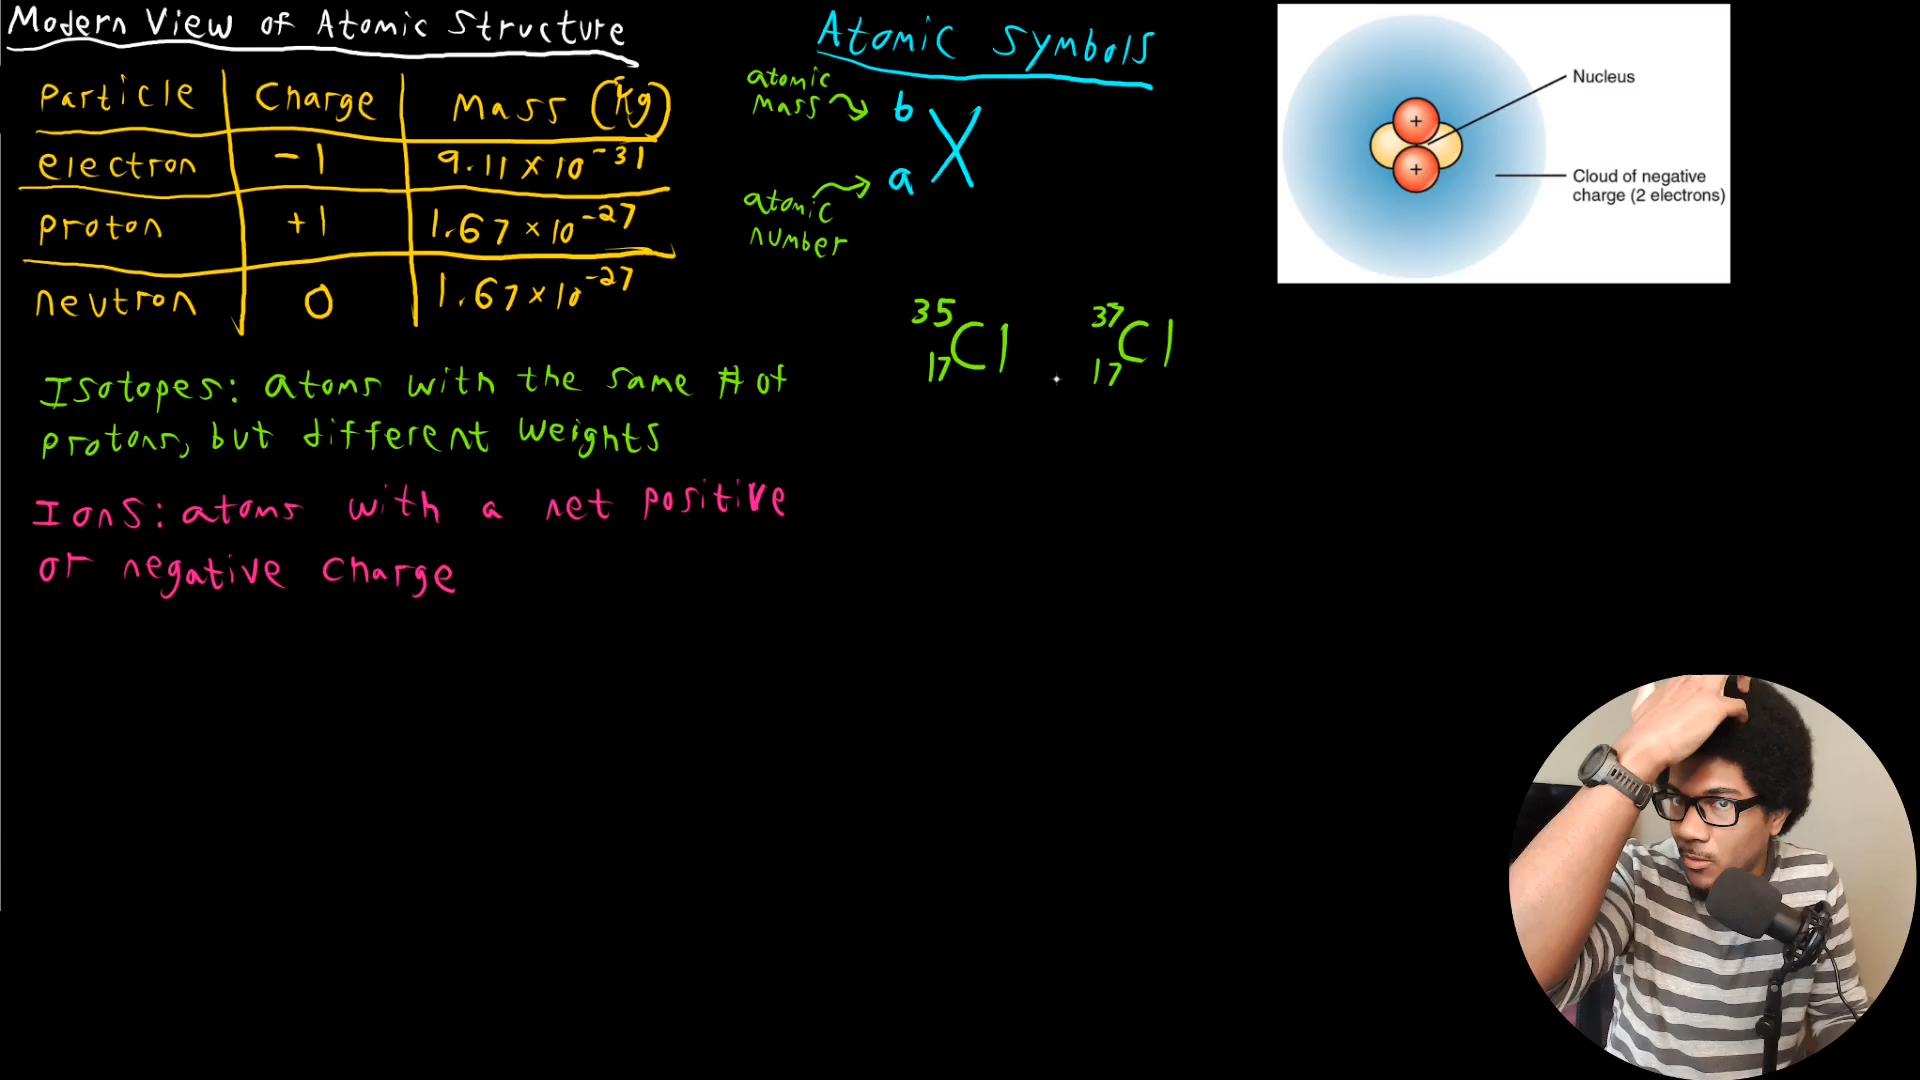 Modern View of Atomic Structure
Particle Charge Mass (Kg)
electron -1 9.11 × 10⁻³¹
proton +1 1.67 × 10⁻²⁷
neutron 0 1.67 × 10⁻²⁷
Isotopes: atoms with the same # of
protons, but different weights
Ions: atoms with a net positive
or negative charge
Atomic Symbols
atomic
mass
b
X
a
atomic
number
35
17
Cl
37
17
Cl
Nucleus
+
+
Cloud of negative
charge (2 electrons)